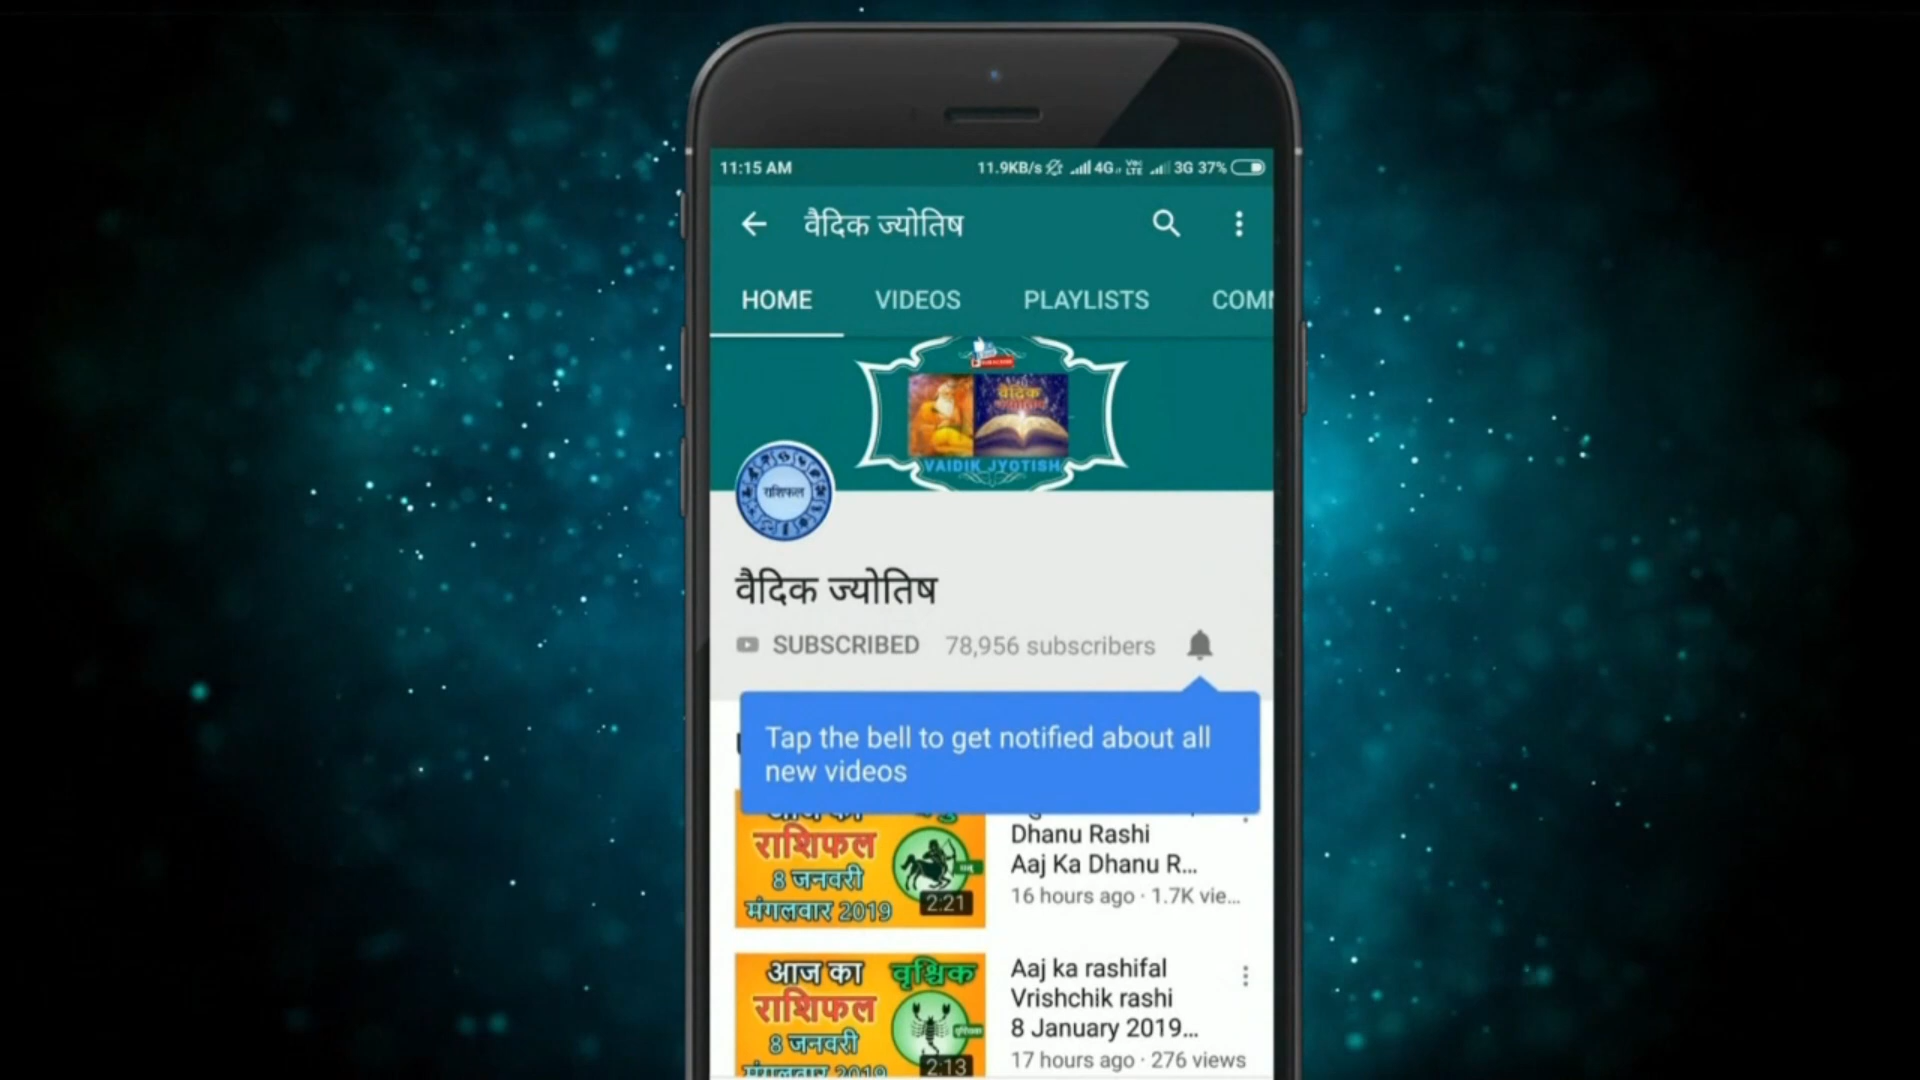 11:15 AM
11.9KB/s 4G 3G 37%
वैदिक ज्योतिष
HOME VIDEOS PLAYLISTS COMM
वैदिक
VAIDIK JYOTISH
राशिफल
वैदिक ज्योतिष
SUBSCRIBED 78,956 subscribers
Tap the bell to get notified about all
new videos
राशिफल
8 जनवरी
मंगलवार 2019
2:21
Dhanu Rashi
Aaj Ka Dhanu R...
16 hours ago · 1.7K vie...
आज का वृश्चिक
राशिफल
8 जनवरी
मंगलवार 2019
2:13
Aaj ka rashifal
Vrishchik rashi
8 January 2019...
17 hours ago · 276 views